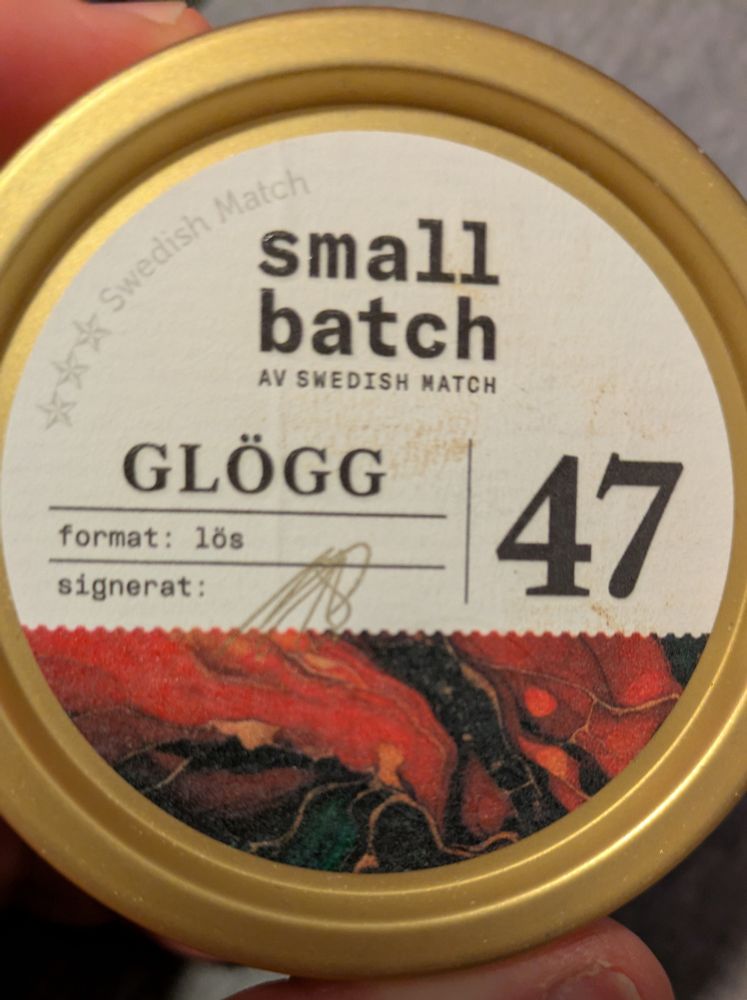 Swedish Match
small
batch
AV SWEDISH MATCH
GLÖGG
47
format: lös
signerat: